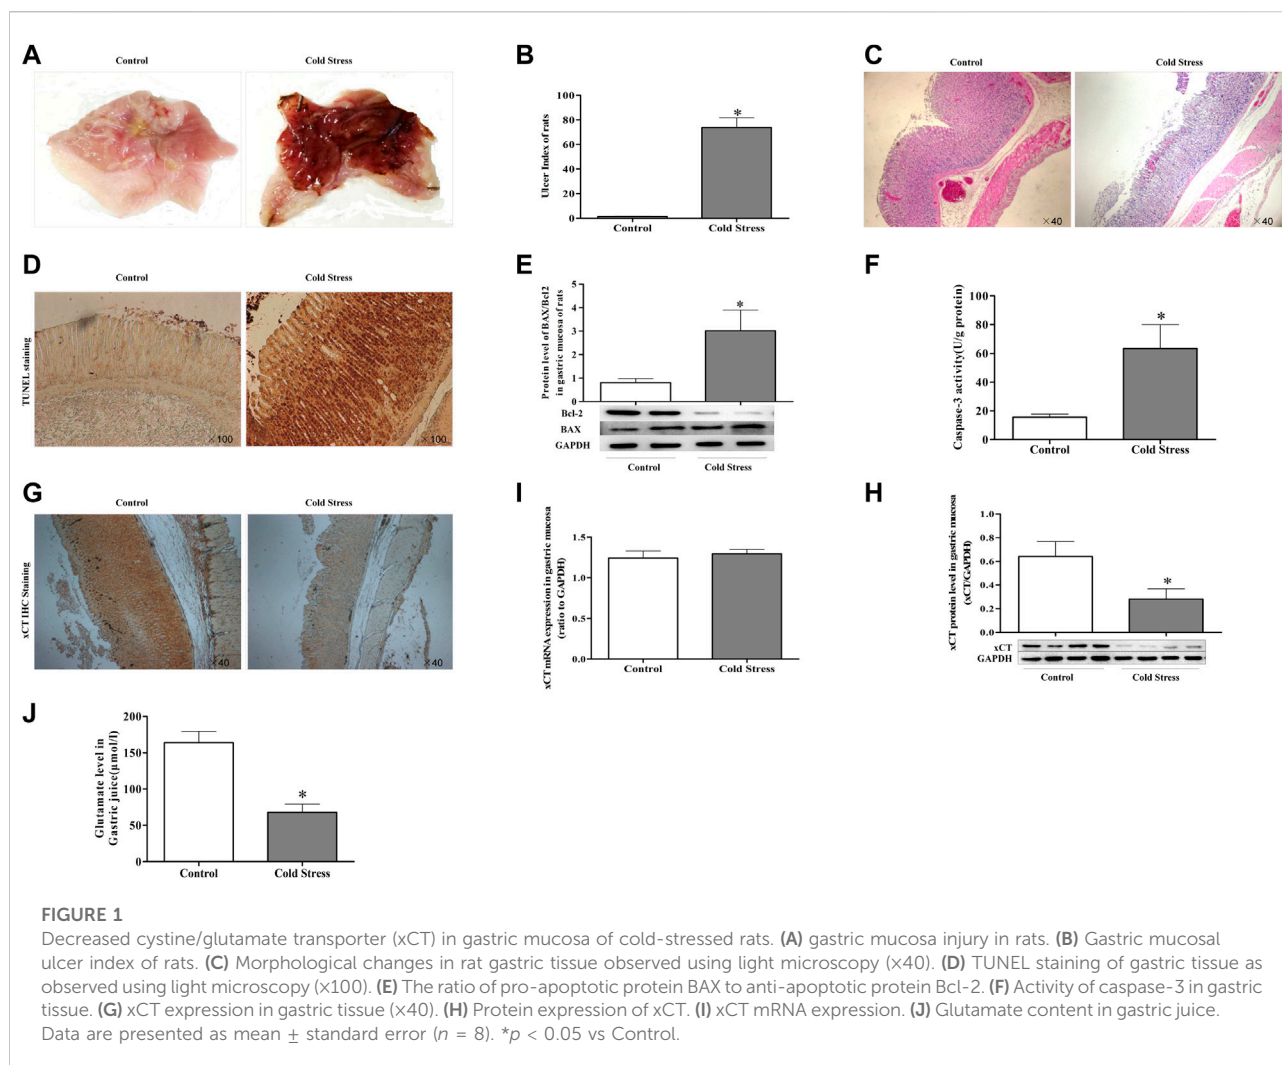 A
Control
Cold Stress
B
Ulcer Index of rats
100
80
60
40
20
0
Control
Cold Stress
*
C
Control
Cold Stress
×40
×40
D
Control
Cold Stress
TUNEL staining
×100
×100
E
Protein level of BAX/Bcl2
in gastric mucosa of rats
5
4
3
2
1
0
*
Bcl-2
BAX
GAPDH
Control
Cold Stress
F
Caspase-3 activity(U/g protein)
100
80
60
40
20
0
*
Control
Cold Stress
G
Control
Cold Stress
xCT IHC Staining
×40
×40
I
xCT mRNA expression in gastric mucosa
(ratio to GAPDH)
1.5
1.0
0.5
0.0
Control
Cold Stress
H
xCT protein level in gastric mucosa
(xCT/GAPDH)
1.0
0.8
0.6
0.4
0.2
0.0
*
xCT
GAPDH
Control
Cold Stress
J
Glutamate level in
Gastric juice(μmol/l)
200
150
100
50
0
*
Control
Cold Stress
FIGURE 1
Decreased cystine/glutamate transporter (xCT) in gastric mucosa of cold-stressed rats. (A) gastric mucosa injury in rats. (B) Gastric mucosal
ulcer index of rats. (C) Morphological changes in rat gastric tissue observed using light microscopy (×40). (D) TUNEL staining of gastric tissue as
observed using light microscopy (×100). (E) The ratio of pro-apoptotic protein BAX to anti-apoptotic protein Bcl-2. (F) Activity of caspase-3 in gastric
tissue. (G) xCT expression in gastric tissue (×40). (H) Protein expression of xCT. (I) xCT mRNA expression. (J) Glutamate content in gastric juice.
Data are presented as mean ± standard error (n = 8). *p < 0.05 vs Control.